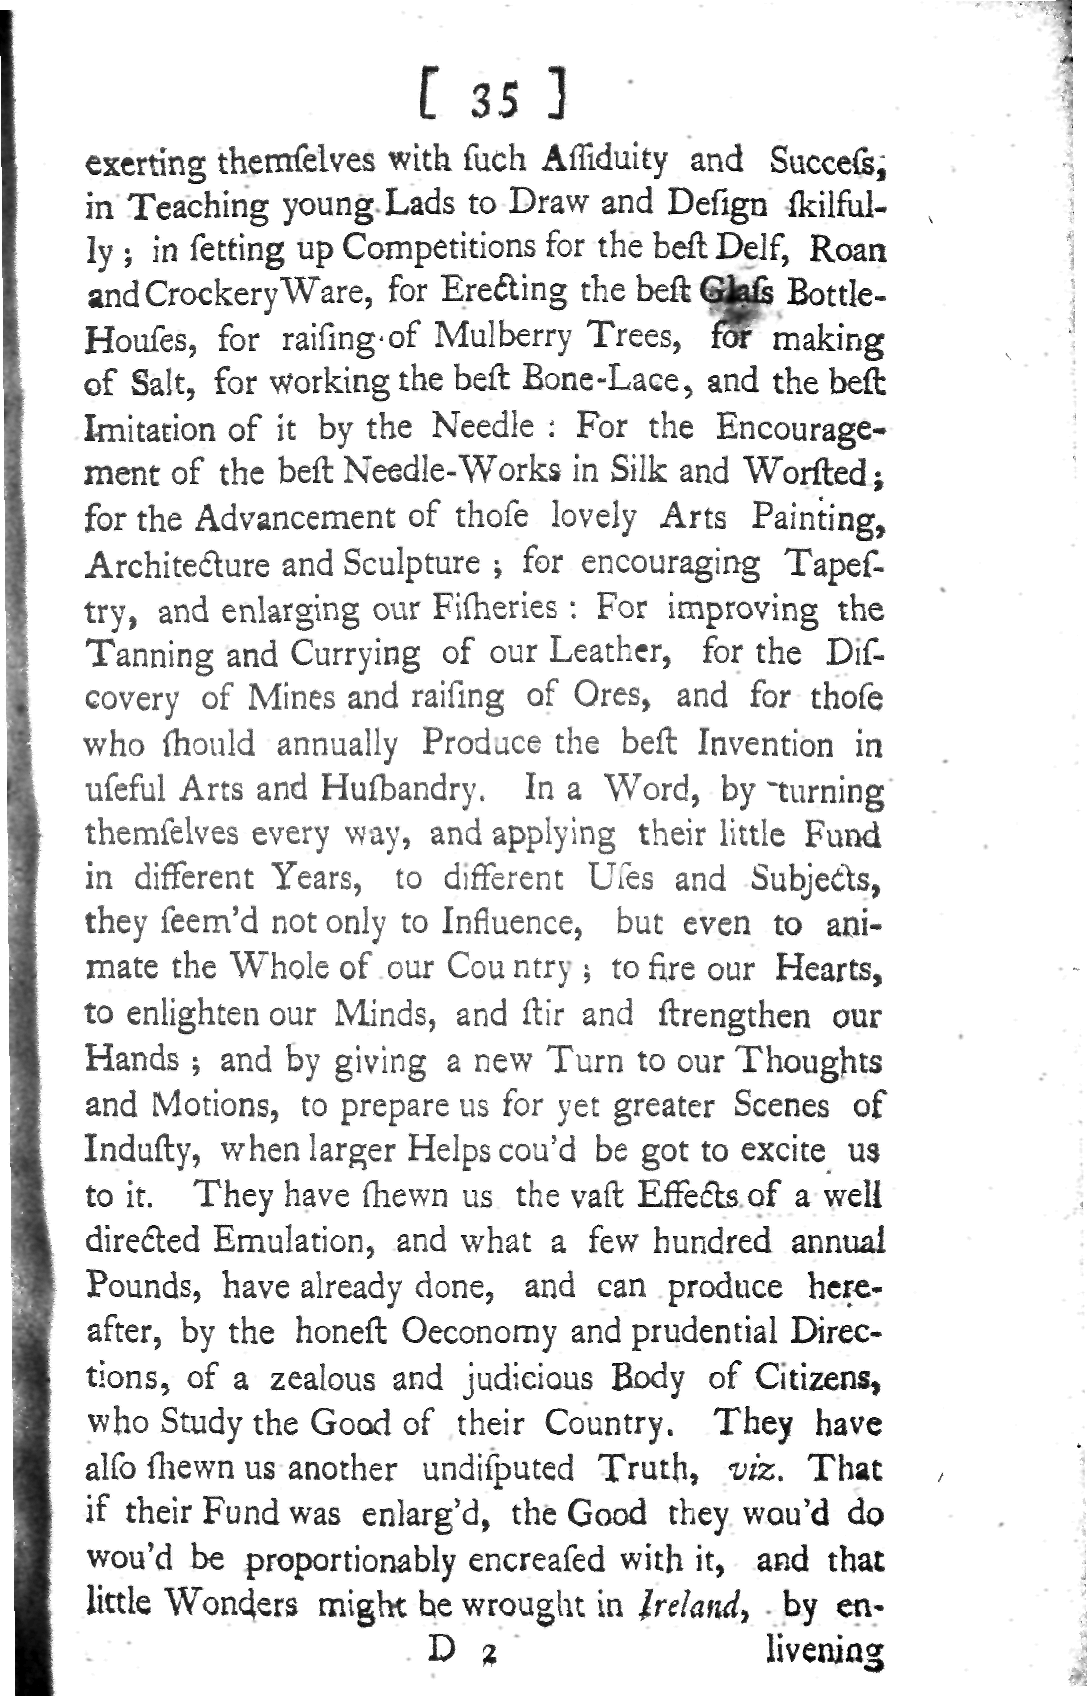 [ 35 ]
exerting themſelves with ſuch Aſſiduity and Succeſs;
in Teaching young Lads to Draw and Deſign ſkilful-
ly ; in ſetting up Competitions for the beſt Delf, Roan
and Crockery Ware, for Erecting the beſt Glaſs Bottle-
Houſes, for raiſing of Mulberry Trees, for making
of Salt, for working the beſt Bone-Lace, and the beſt
Imitation of it by the Needle : For the Encourage-
ment of the beſt Needle-Works in Silk and Worſted;
for the Advancement of thoſe lovely Arts Painting,
Architecture and Sculpture ; for encouraging Tapeſ-
try, and enlarging our Fiſheries : For improving the
Tanning and Currying of our Leather, for the Diſ-
covery of Mines and raiſing of Ores, and for thoſe
who ſhould annually Produce the beſt Invention in
uſeful Arts and Huſbandry. In a Word, by turning
themſelves every way, and applying their little Fund
in different Years, to different Uſes and Subjects,
they ſeem'd not only to Influence, but even to ani-
mate the Whole of our Country ; to fire our Hearts,
to enlighten our Minds, and ſtir and ſtrengthen our
Hands ; and by giving a new Turn to our Thoughts
and Motions, to prepare us for yet greater Scenes of
Induſty, when larger Helps cou'd be got to excite us
to it. They have ſhewn us the vaſt Effects of a well
directed Emulation, and what a few hundred annual
Pounds, have already done, and can produce here-
after, by the honeſt Oeconomy and prudential Direc-
tions, of a zealous and judicious Body of Citizens,
who Study the Good of their Country. They have
alſo ſhewn us another undiſputed Truth, viz. That
if their Fund was enlarg'd, the Good they wou'd do
wou'd be proportionably encreaſed with it, and that
little Wonders might be wrought in Ireland, by en-
D 2 livening